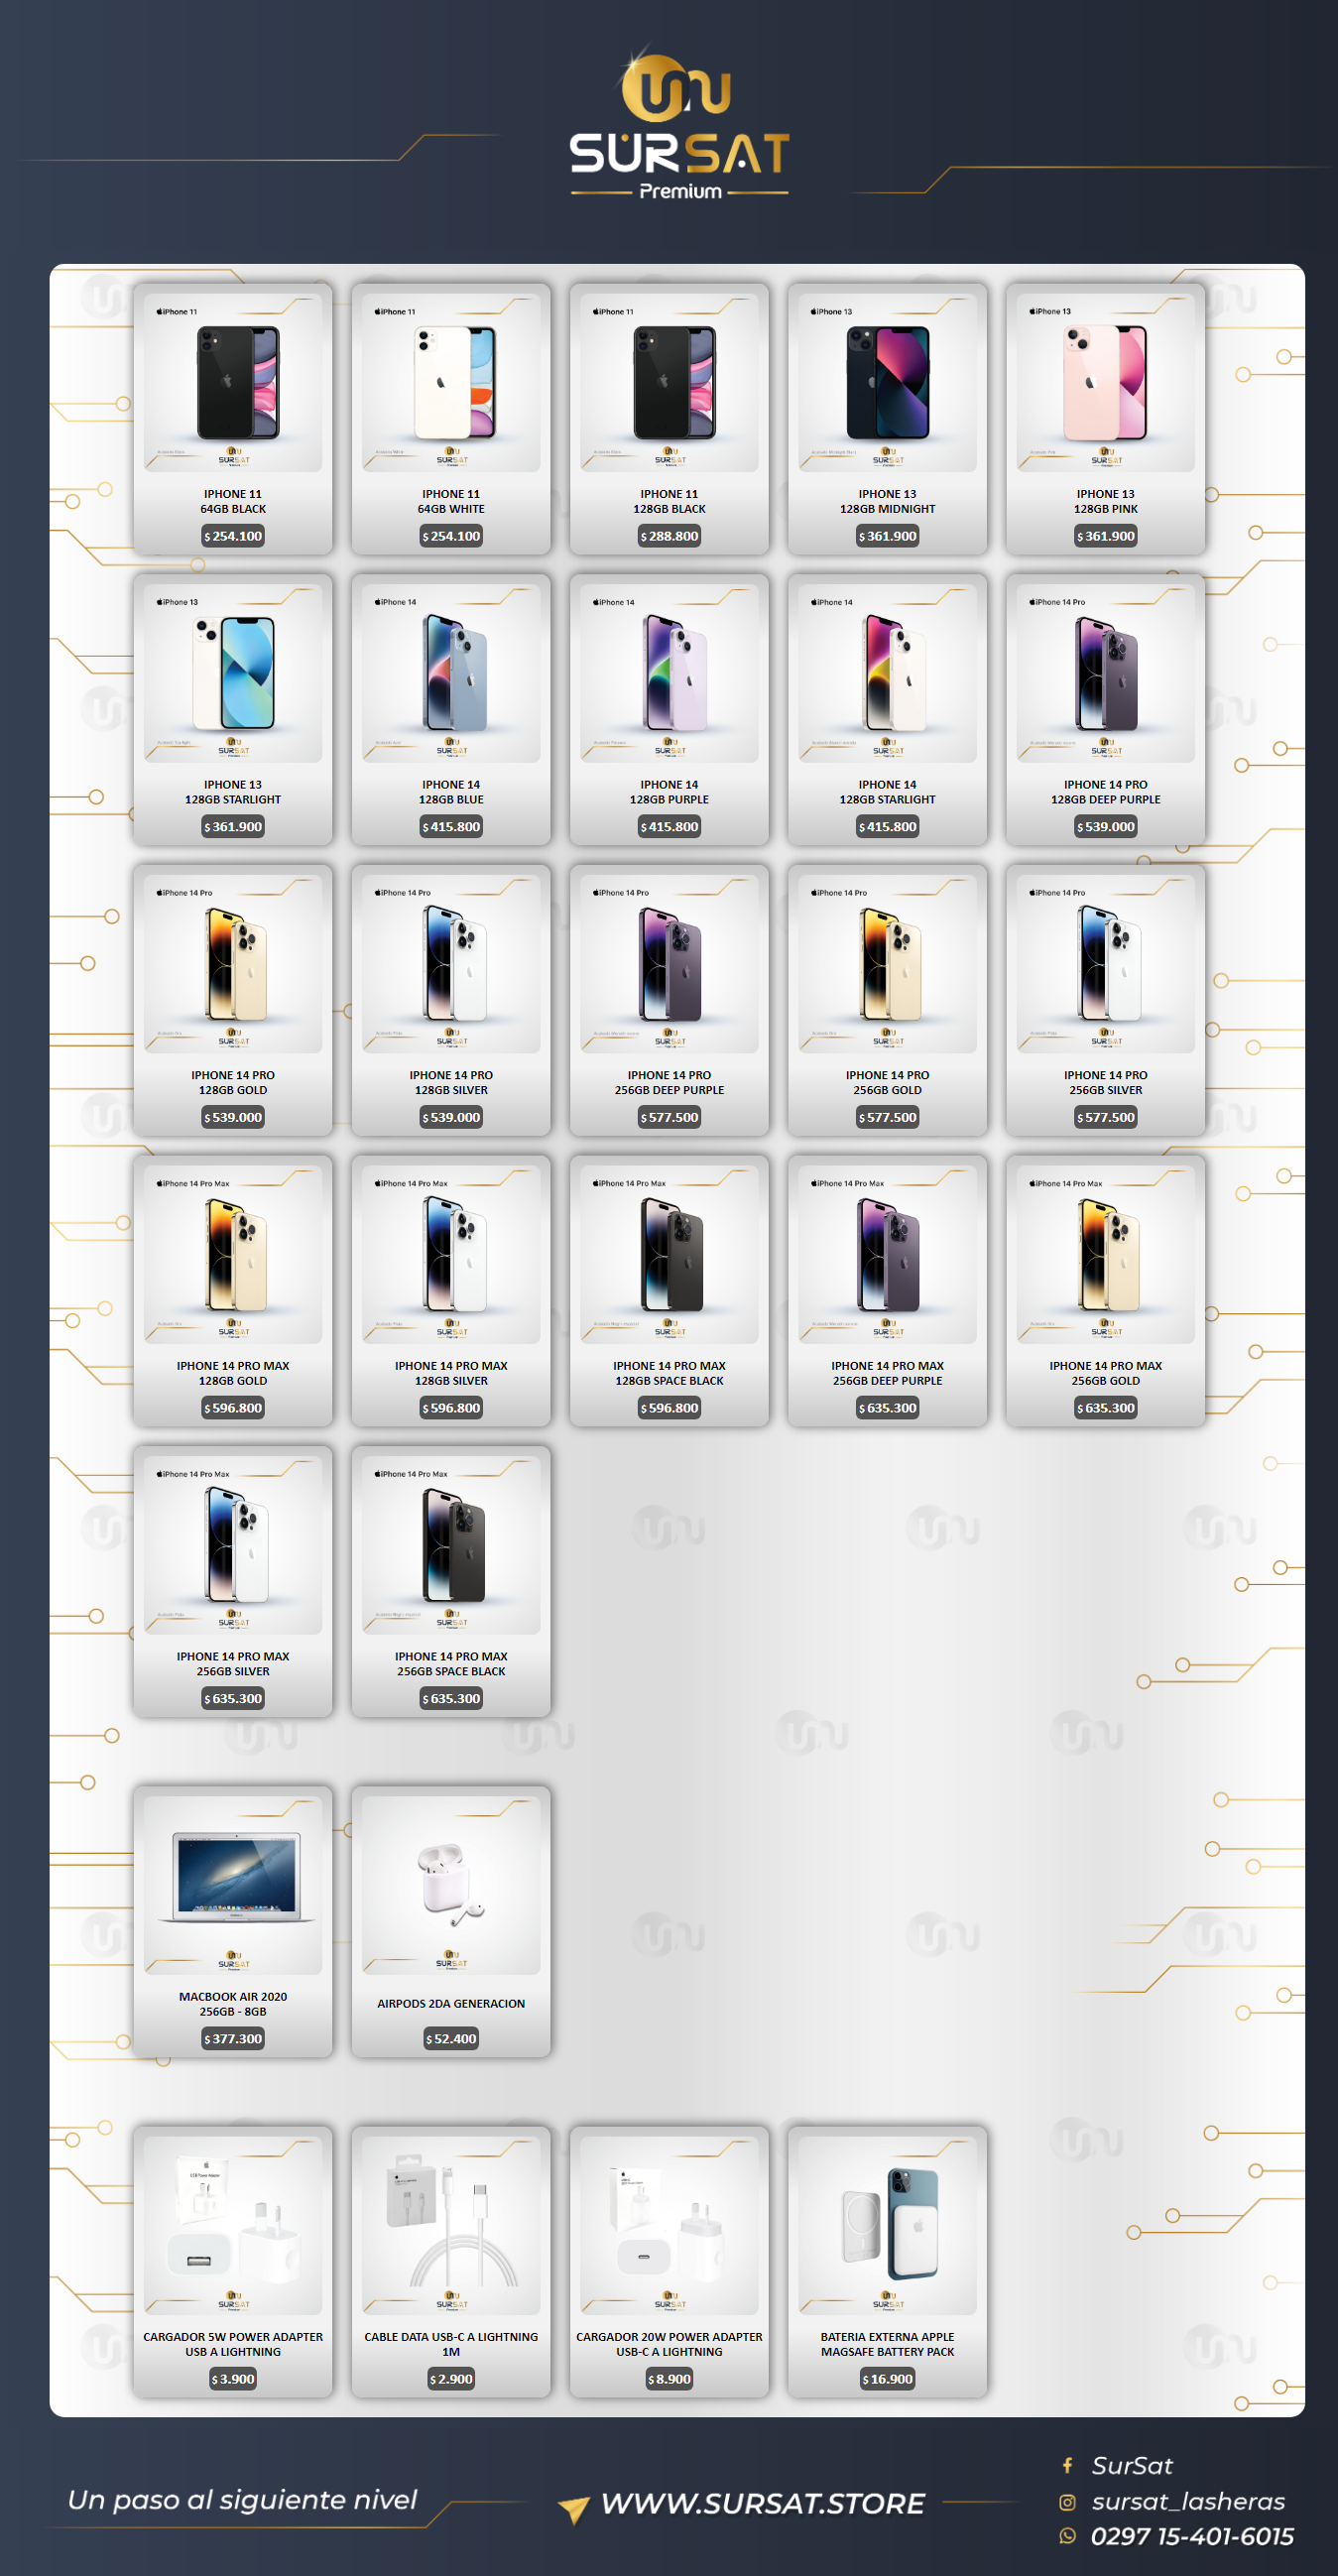 SURSAT
Premium
iPhone 11
iPhone 11
iPhone 11
iPhone 13
iPhone 13
IPHONE 11
64GB BLACK
$ 254.100
IPHONE 11
64GB WHITE
$ 254.100
IPHONE 11
128GB BLACK
$ 288.800
IPHONE 13
128GB MIDNIGHT
$ 361.900
IPHONE 13
128GB PINK
$ 361.900
iPhone 13
iPhone 14
iPhone 14
iPhone 14
iPhone 14 Pro
IPHONE 13
128GB STARLIGHT
$ 361.900
IPHONE 14
128GB BLUE
$ 415.800
IPHONE 14
128GB PURPLE
$ 415.800
IPHONE 14
128GB STARLIGHT
$ 415.800
IPHONE 14 PRO
128GB DEEP PURPLE
$ 539.000
iPhone 14 Pro
iPhone 14 Pro
iPhone 14 Pro
iPhone 14 Pro
iPhone 14 Pro
IPHONE 14 PRO
128GB GOLD
$ 539.000
IPHONE 14 PRO
128GB SILVER
$ 539.000
IPHONE 14 PRO
256GB DEEP PURPLE
$ 577.500
IPHONE 14 PRO
256GB GOLD
$ 577.500
IPHONE 14 PRO
256GB SILVER
$ 577.500
iPhone 14 Pro Max
iPhone 14 Pro Max
iPhone 14 Pro Max
iPhone 14 Pro Max
iPhone 14 Pro Max
IPHONE 14 PRO MAX
128GB GOLD
$ 596.800
IPHONE 14 PRO MAX
128GB SILVER
$ 596.800
IPHONE 14 PRO MAX
128GB SPACE BLACK
$ 596.800
IPHONE 14 PRO MAX
256GB DEEP PURPLE
$ 635.300
IPHONE 14 PRO MAX
256GB GOLD
$ 635.300
iPhone 14 Pro Max
iPhone 14 Pro Max
IPHONE 14 PRO MAX
256GB SILVER
$ 635.300
IPHONE 14 PRO MAX
256GB SPACE BLACK
$ 635.300
MACBOOK AIR 2020
256GB - 8GB
$ 377.300
AIRPODS 2DA GENERACION
$ 52.400
CARGADOR 5W POWER ADAPTER
USB A LIGHTNING
$ 3.900
CABLE DATA USB-C A LIGHTNING
1M
$ 2.900
CARGADOR 20W POWER ADAPTER
USB-C A LIGHTNING
$ 8.900
BATERIA EXTERNA APPLE
MAGSAFE BATTERY PACK
$ 16.900
Un paso al siguiente nivel
WWW.SURSAT.STORE
SurSat
sursat_lasheras
0297 15-401-6015